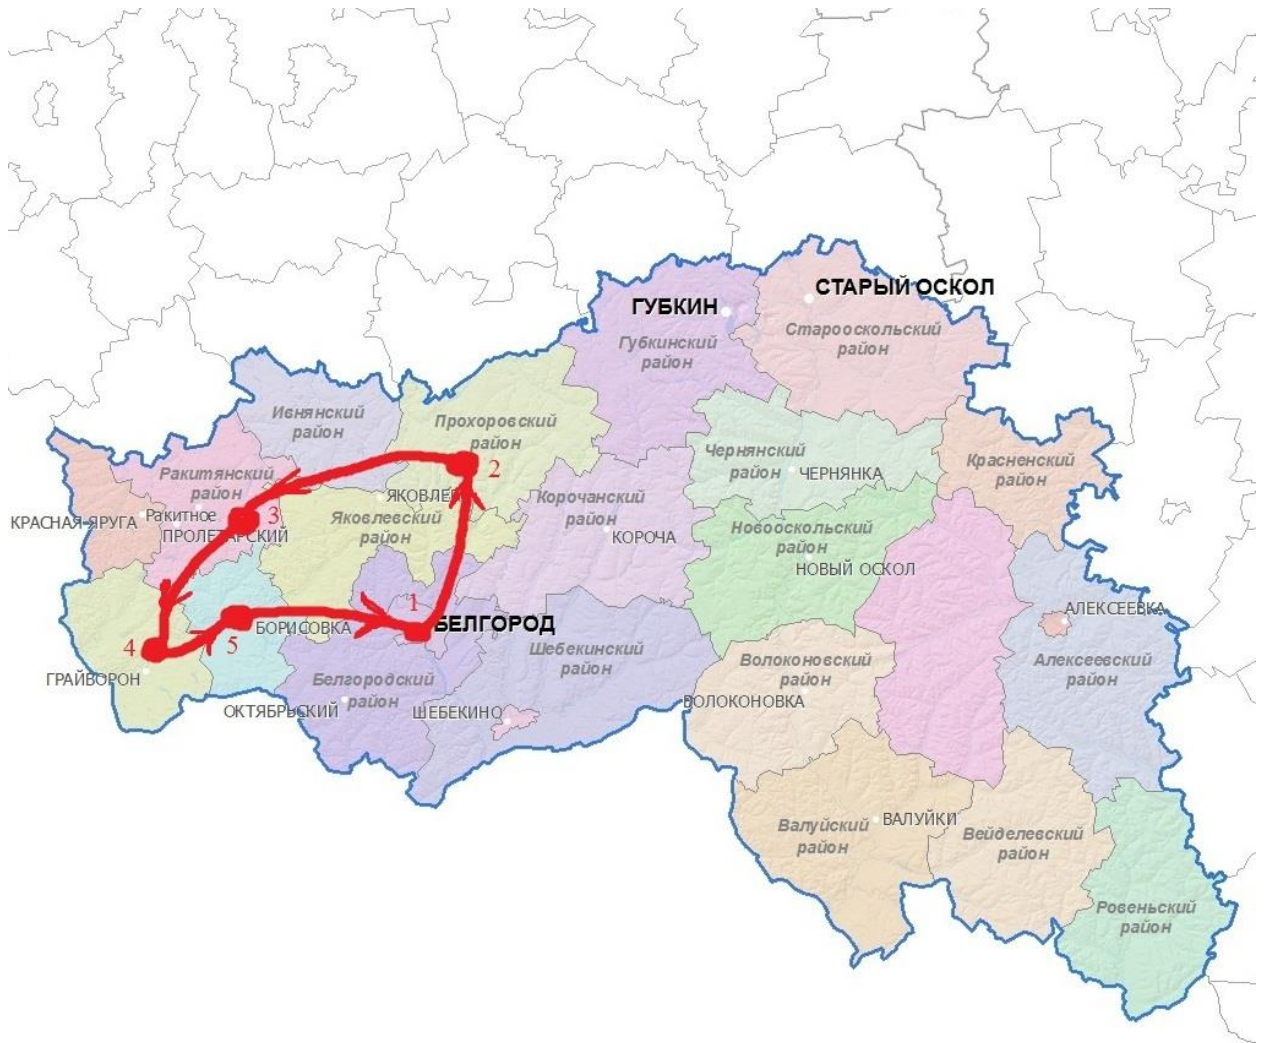 СТАРЫЙ ОСКОЛ
ГУБКИН
Старооскольский
район
Губкинский
район
Ивнянский
район
Прохоровский
район
2
Ракитянский
район
ЯКОВЛЕ
Яковлевский
район
КРАСНАЯ-ЯРУГА
Ракитное
3
ПРОЛЕТАРСКИЙ
Корочанский
район
КОРОЧА
Чернянский
район
ЧЕРНЯНКА
Красненский
район
Новооскольский
район
НОВЫЙ ОСКОЛ
1
БЕЛГОРОД
4
5
БОРИСОВКА
ГРАЙВОРОН
Шебекинский
район
АЛЕКСЕЕВКА
Алексеевский
район
Волоконовский
район
ВОЛОКОНОВКА
Белгородский
район
ОКТЯБРЬСКИЙ
ШЕБЕКИНО
Валуйский
район
ВАЛУЙКИ
Вейделевский
район
Ровеньский
район